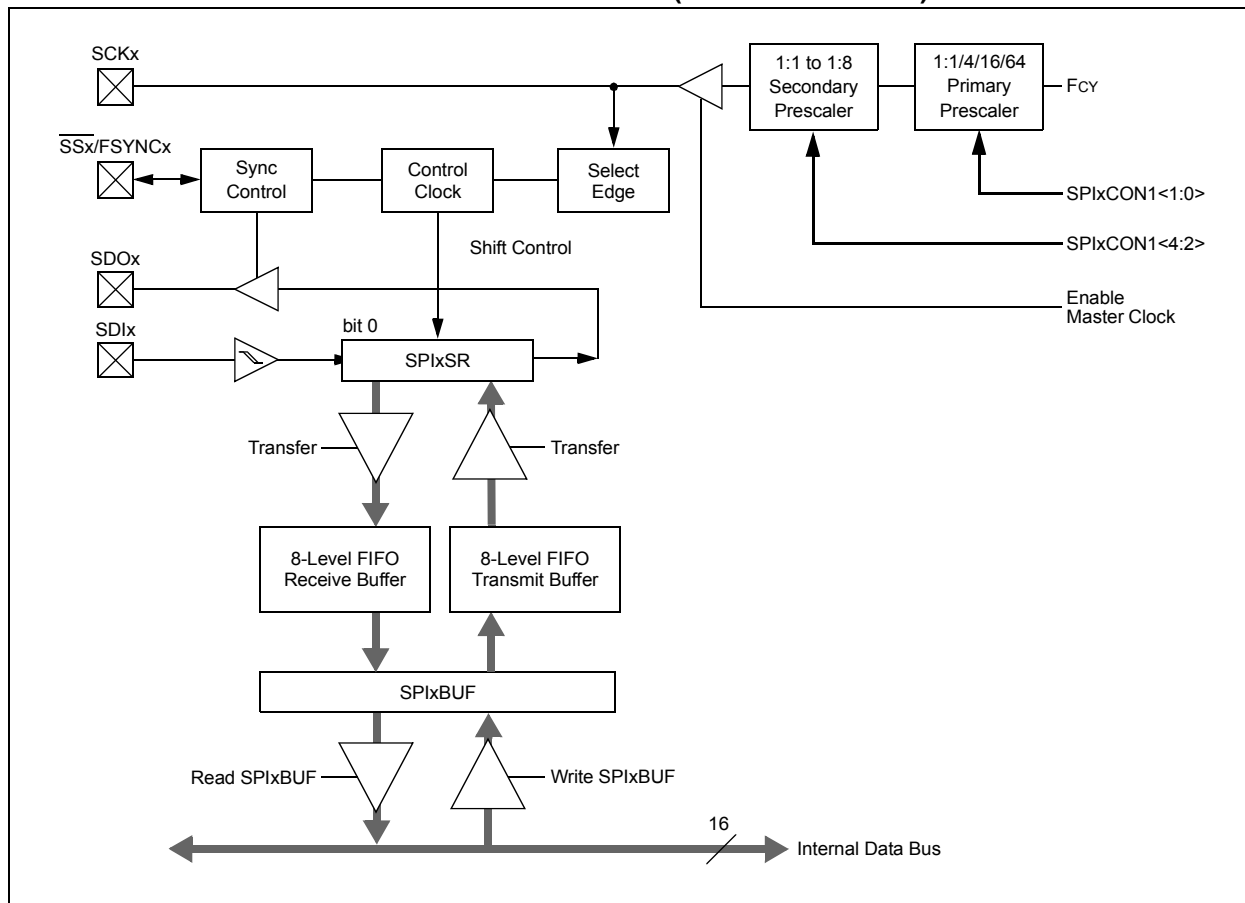 SCKx
1:1 to 1:8
Secondary
Prescaler
1:1/4/16/64
Primary
Prescaler
FCY
SSx/FSYNCx
Sync
Control
Control
Clock
Select
Edge
SPIxCON1<1:0>
SPIxCON1<4:2>
Shift Control
SDOx
Enable
Master Clock
SDIx
bit 0
SPIxSR
Transfer
Transfer
8-Level FIFO
Receive Buffer
8-Level FIFO
Transmit Buffer
SPIxBUF
Read SPIxBUF
Write SPIxBUF
16
Internal Data Bus